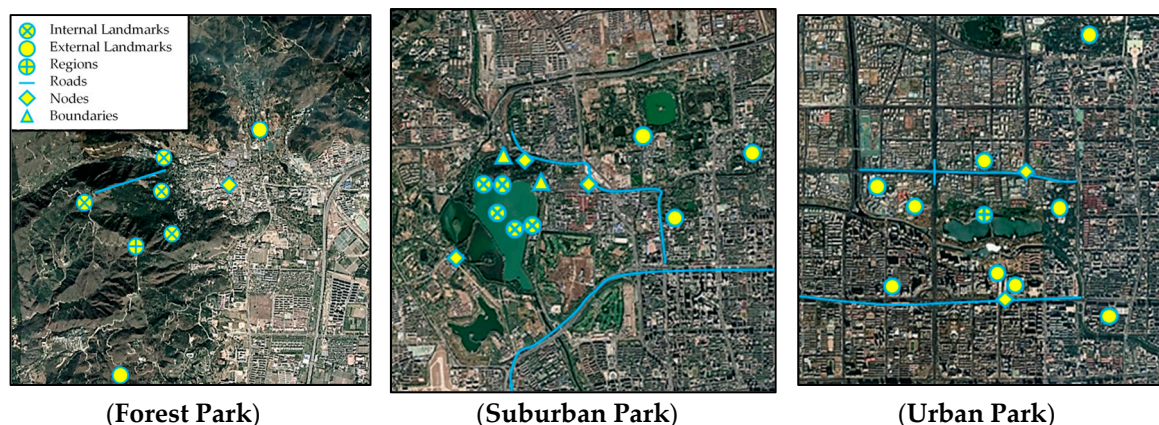 Internal Landmarks
External Landmarks
Regions
Roads
Nodes
Boundaries
(Forest Park)
(Suburban Park)
(Urban Park)